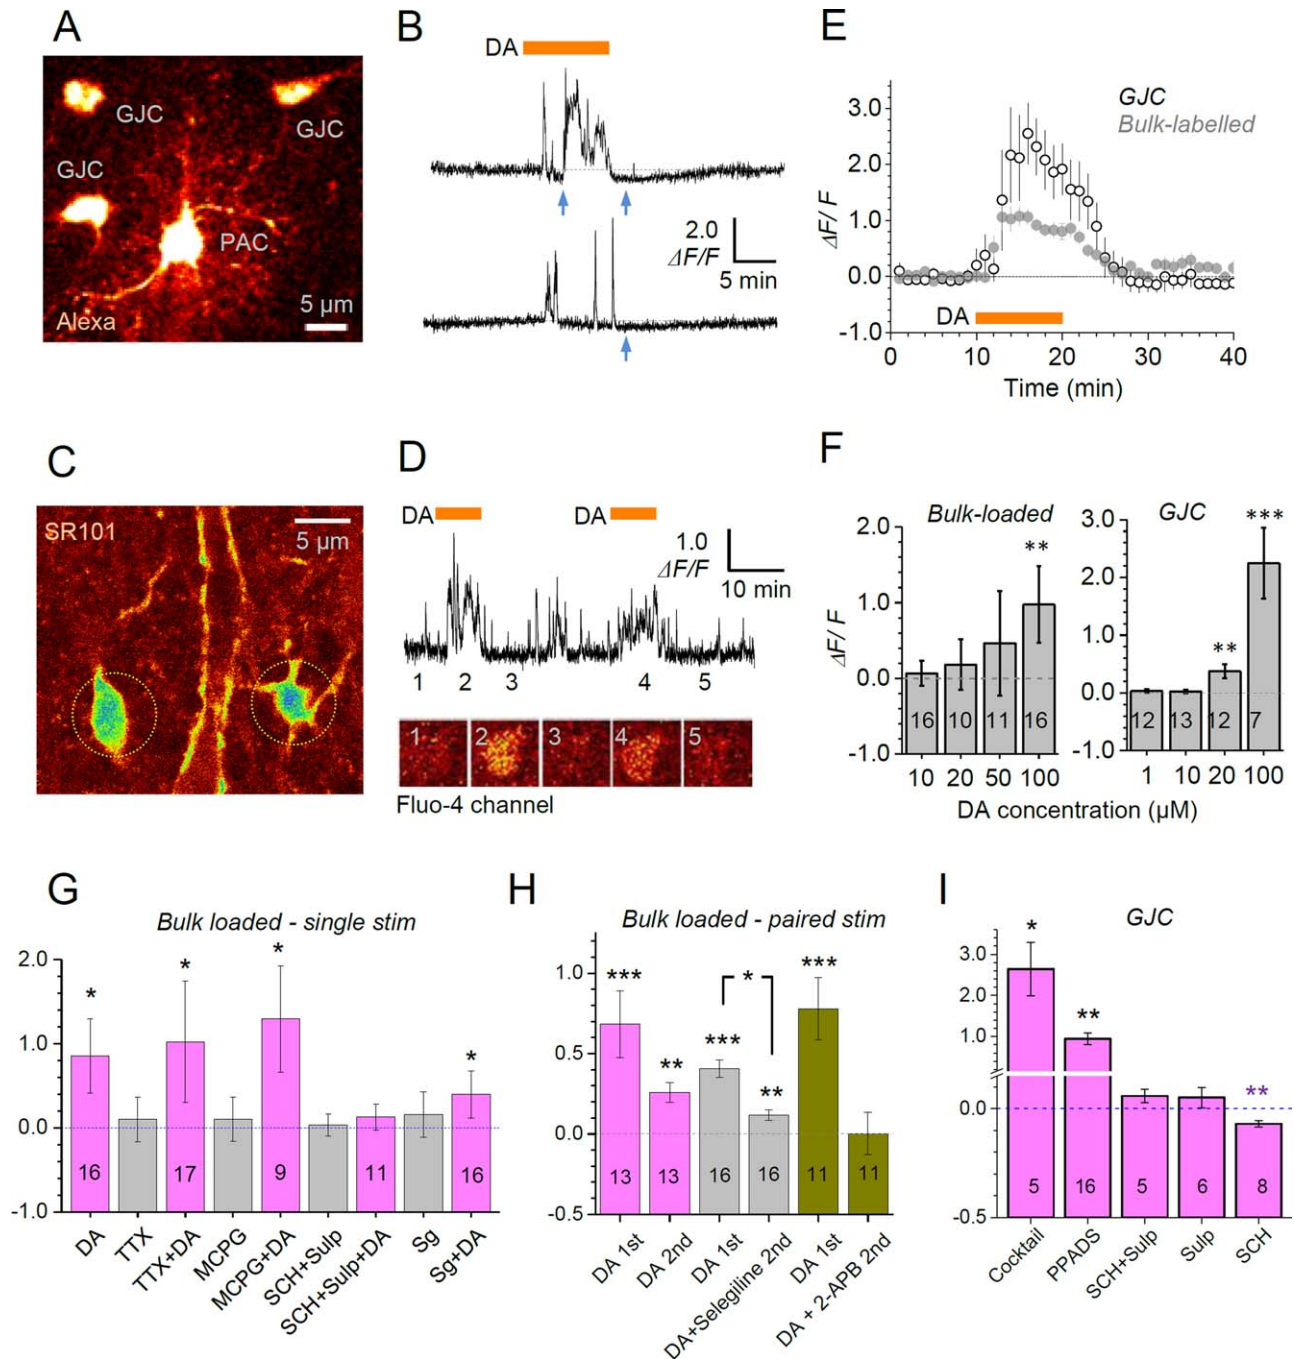 A
GJC
GJC
GJC
PAC
Alexa
5 µm
B
DA
2.0
ΔF/F
5 min
E
GJC
Bulk-labelled
3.0
2.0
1.0
0.0
-1.0
ΔF/ F
DA
0
10
20
30
40
Time (min)
C
SR101
5 µm
D
DA
DA
1.0
ΔF/F
10 min
1
2
3
4
5
1
2
3
4
5
Fluo-4 channel
F
Bulk-loaded
2.0
1.0
0.0
-1.0
ΔF/ F
**
16
10
11
16
10
20
50
100
GJC
3.0
2.0
1.0
0.0
-1.0
**
***
12
13
12
7
1
10
20
100
DA concentration (µM)
G
Bulk loaded - single stim
2.0
1.0
0.0
-1.0
*
*
*
*
16
17
9
11
16
DA
TTX
TTX+DA
MCPG
MCPG+DA
SCH+Sulp
SCH+Sulp+DA
Sg
Sg+DA
H
Bulk loaded - paired stim
1.0
0.5
0.0
-0.5
***
**
***
*
**
***
13
13
16
16
11
11
DA 1st
DA 2nd
DA 1st
DA+Selegiline 2nd
DA 1st
DA + 2-APB 2nd
I
GJC
3.0
2.0
1.0
0.0
-0.5
*
**
**
5
16
5
6
8
Cocktail
PPADS
SCH+Sulp
Sulp
SCH